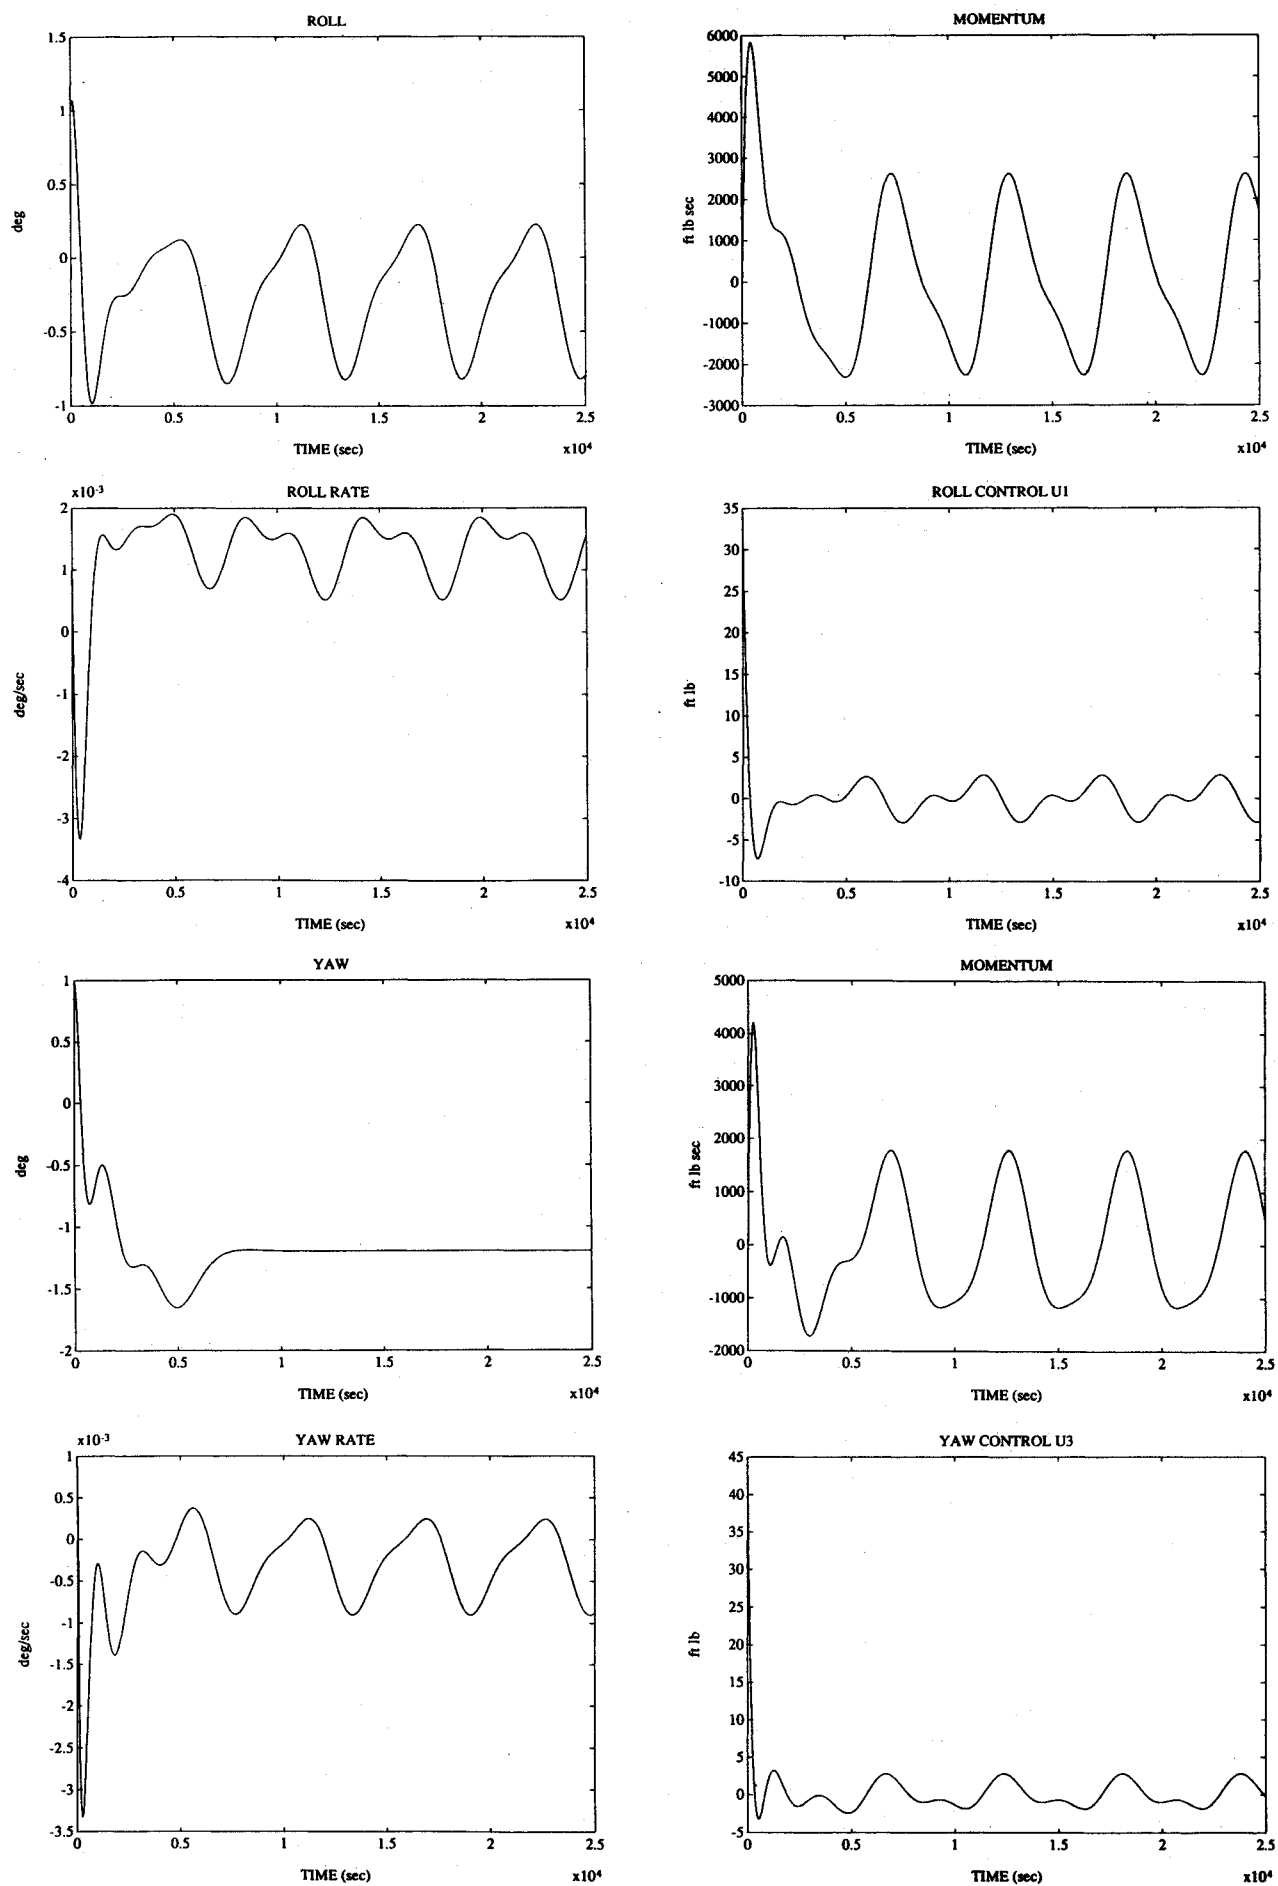 ROLL
1.5
1
0.5
0
-0.5
-1
deg
0 0.5 1 1.5 2 2.5
TIME (sec) x10⁴
MOMENTUM
6000
5000
4000
3000
2000
1000
0
-1000
-2000
-3000
ft lb sec
0 0.5 1 1.5 2 2.5
TIME (sec) x10⁴
x10⁻³ ROLL RATE
2
1
0
-1
-2
-3
-4
deg/sec
0 0.5 1 1.5 2 2.5
TIME (sec) x10⁴
ROLL CONTROL U1
35
30
25
20
15
10
5
0
-5
-10
ft lb
0 0.5 1 1.5 2 2.5
TIME (sec) x10⁴
YAW
1
0.5
0
-0.5
-1
-1.5
-2
deg
0 0.5 1 1.5 2 2.5
TIME (sec) x10⁴
MOMENTUM
5000
4000
3000
2000
1000
0
-1000
-2000
ft lb sec
0 0.5 1 1.5 2 2.5
TIME (sec) x10⁴
x10⁻³ YAW RATE
1
0.5
0
-0.5
-1
-1.5
-2
-2.5
-3
-3.5
deg/sec
0 0.5 1 1.5 2 2.5
TIME (sec) x10⁴
YAW CONTROL U3
45
40
35
30
25
20
15
10
5
0
-5
ft lb
0 0.5 1 1.5 2 2.5
TIME (sec) x10⁴